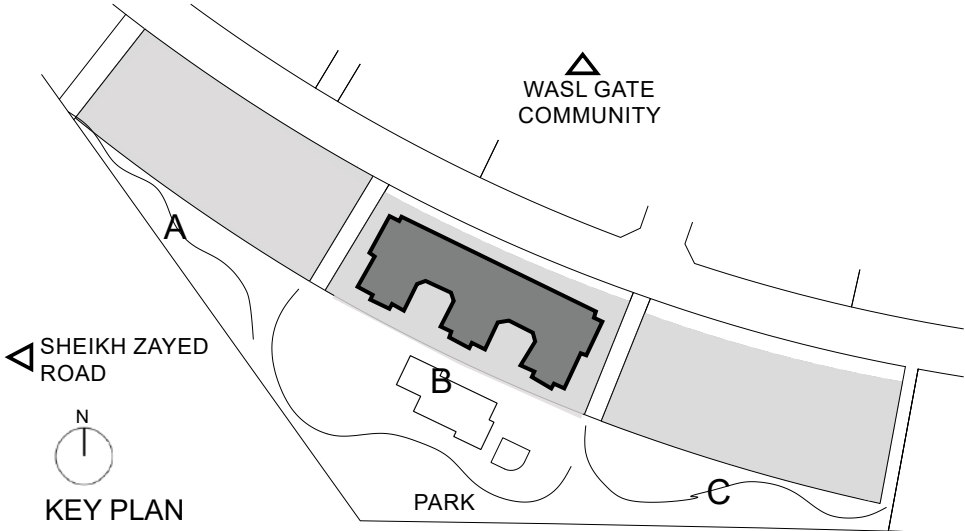 WASL GATE
COMMUNITY
A
SHEIKH ZAYED
ROAD
B
N
C
PARK
KEY PLAN